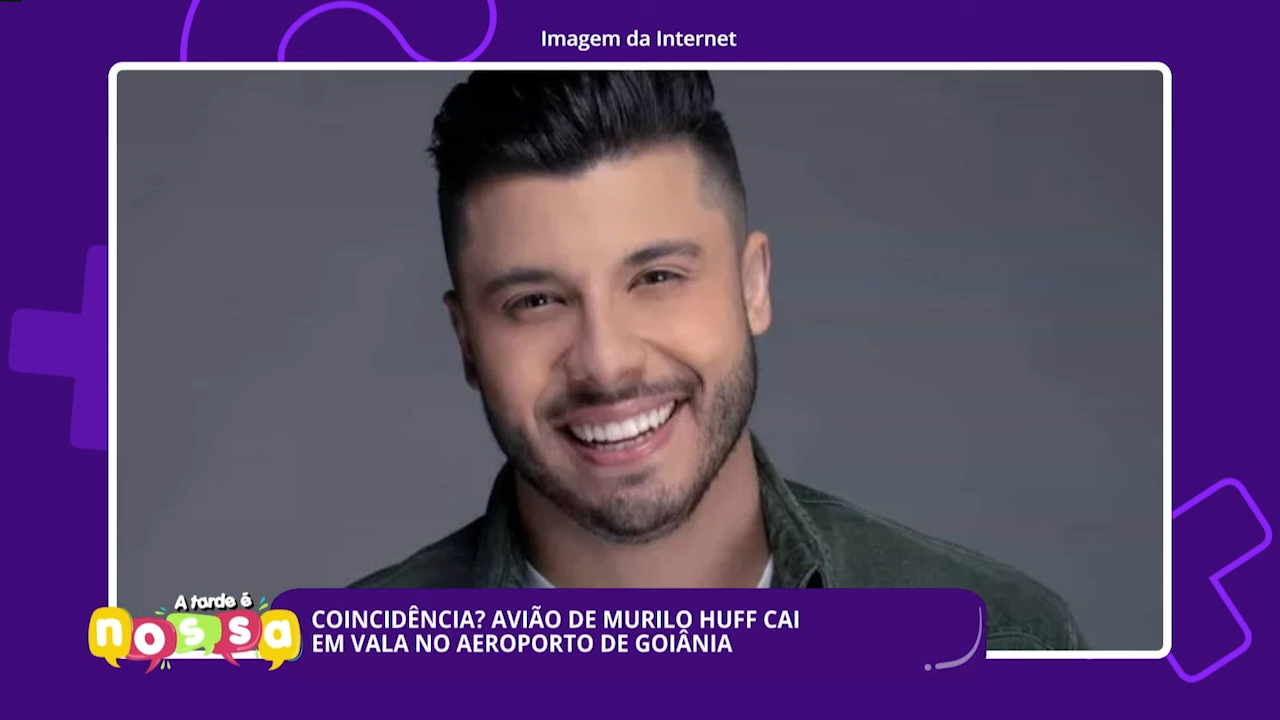 Imagem da Internet
A tarde é
nossa
COINCIDÊNCIA? AVIÃO DE MURILO HUFF CAI
EM VALA NO AEROPORTO DE GOIÂNIA